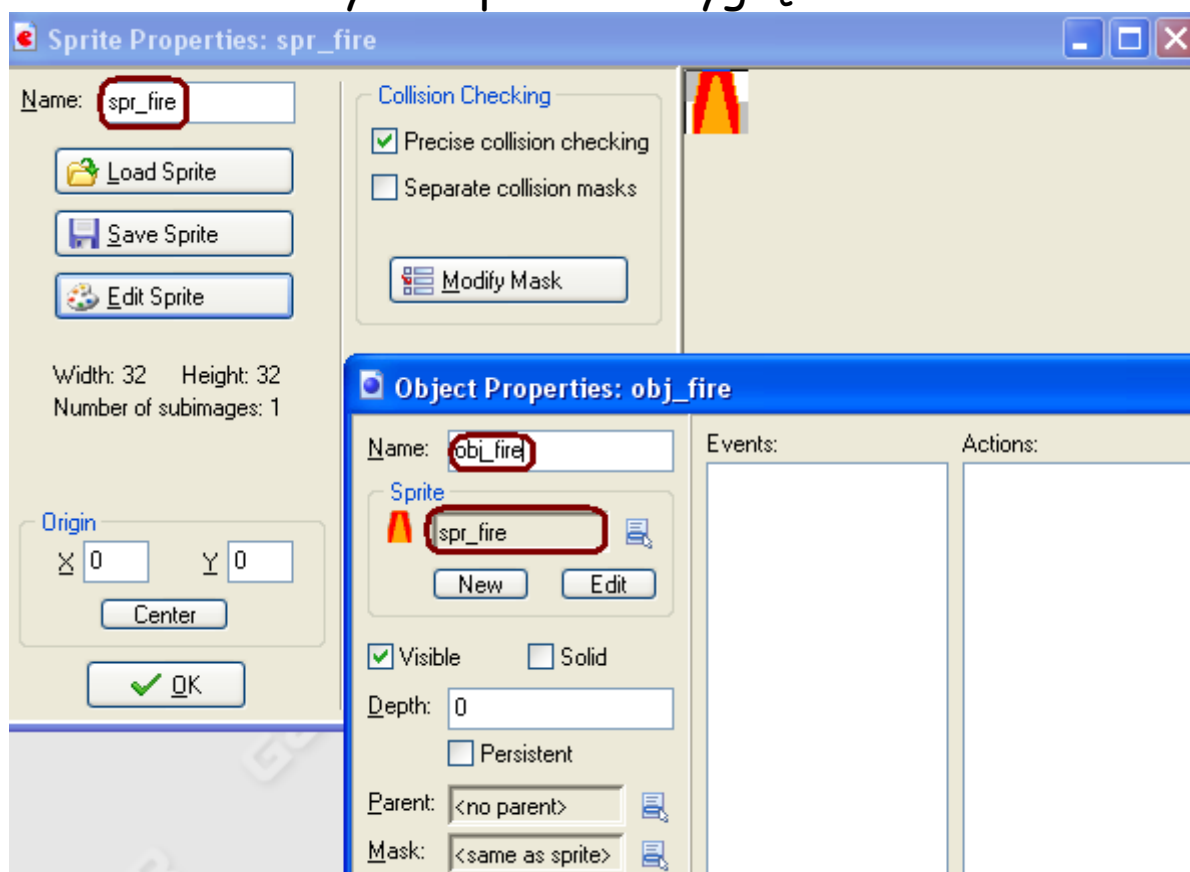 Sprite Properties: spr_fire
Name: spr_fire
Load Sprite
Save Sprite
Edit Sprite
Width: 32 Height: 32
Number of subimages: 1
Origin
X 0 Y 0
Center
OK
Collision Checking
Precise collision checking
Separate collision masks
Modify Mask
Object Properties: obj_fire
Name: obj_fire
Sprite
spr_fire
New Edit
Visible Solid
Depth: 0
Persistent
Parent: <no parent>
Mask: <same as sprite>
Events:
Actions: